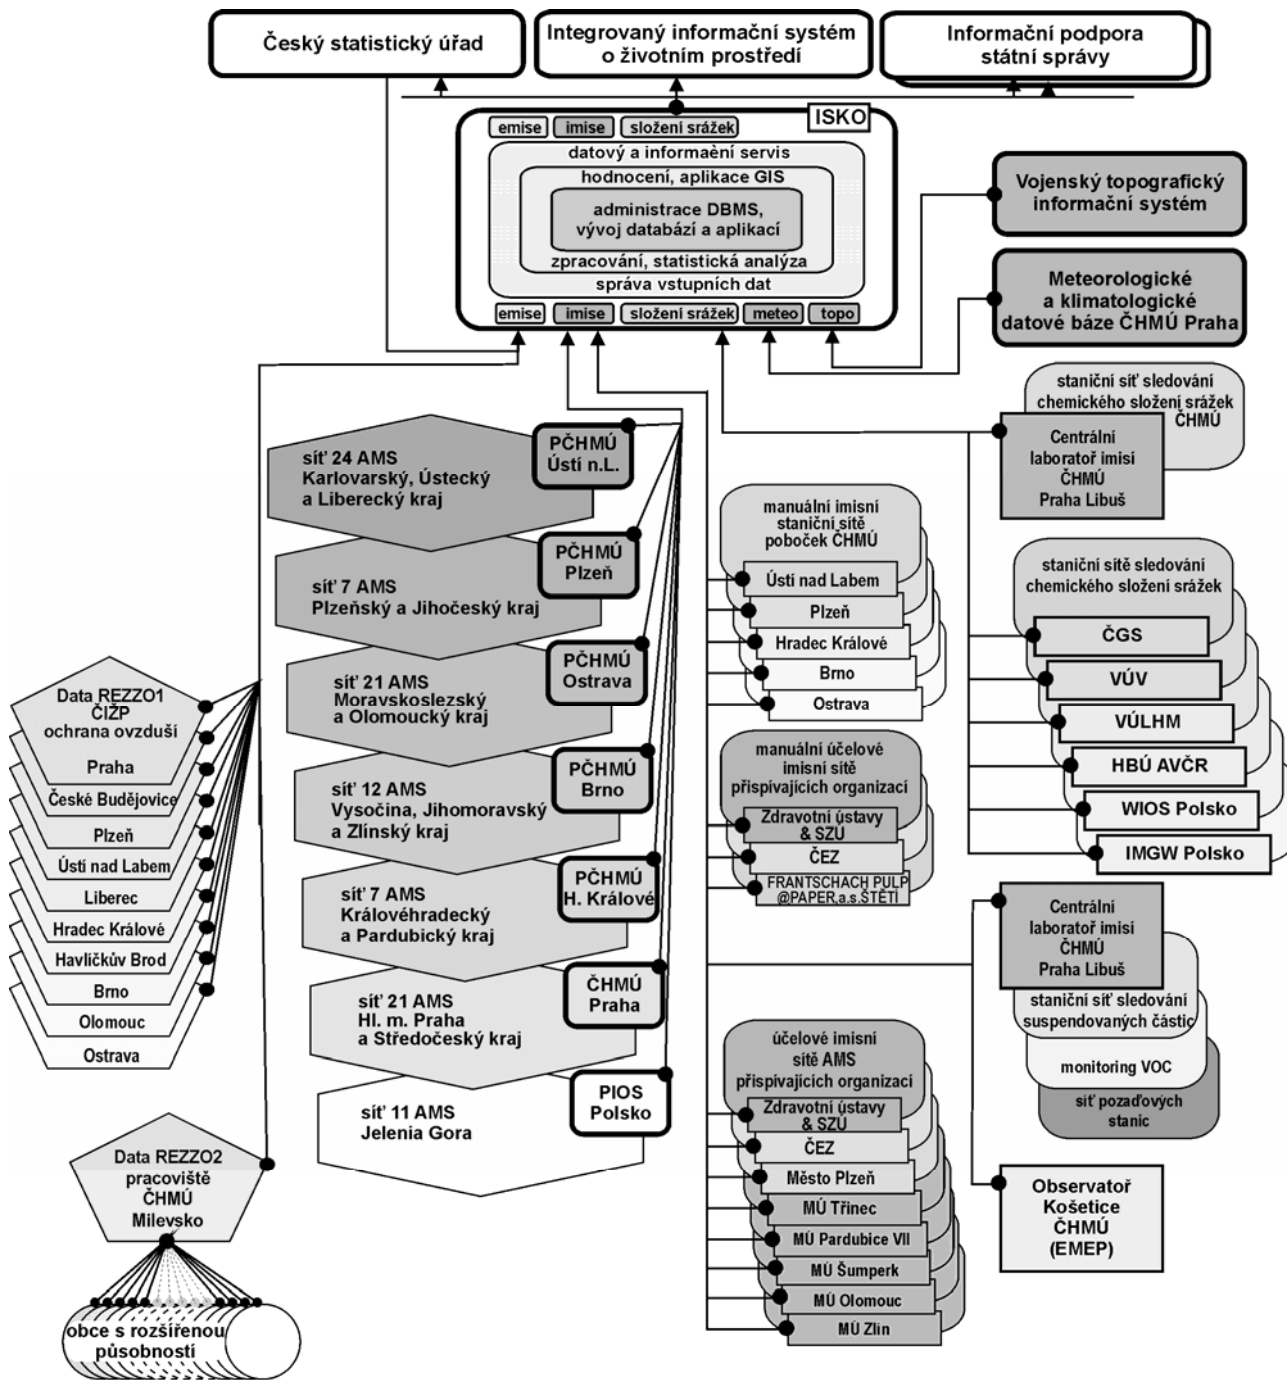 Český statistický úřad
Integrovaný informační systém
o životním prostředí
Informační podpora
státní správy
ISKO
emise
imise
složení srážek
datový a informaèní servis
hodnocení, aplikace GIS
administrace DBMS,
vývoj databází a aplikací
zpracování, statistická analýza
správa vstupních dat
emise
imise
složení srážek
meteo
topo
Vojenský topografický
informační systém
Meteorologické
a klimatologické
datové báze ČHMÚ Praha
staniční síť sledování
chemického složení srážek
ČHMÚ
Centrální
laboratoř imisí
ČHMÚ
Praha Libuš
síť 24 AMS
Karlovarský, Ústecký
a Liberecký kraj
PČHMÚ
Ústí n.L.
síť 7 AMS
Plzeňský a Jihočeský kraj
PČHMÚ
Plzeň
síť 21 AMS
Moravskoslezský
a Olomoucký kraj
PČHMÚ
Ostrava
síť 12 AMS
Vysočina, Jihomoravský
a Zlínský kraj
PČHMÚ
Brno
síť 7 AMS
Královéhradecký
a Pardubický kraj
PČHMÚ
H. Králové
síť 21 AMS
Hl. m. Praha
a Středočeský kraj
ČHMÚ
Praha
síť 11 AMS
Jelenia Gora
PIOS
Polsko
manuální imisní
staniční sítě
poboček ČHMÚ
Ústí nad Labem
Plzeň
Hradec Králové
Brno
Ostrava
manuální účelové
imisní sítě
přispívajících organizací
Zdravotní ústavy
& SZÚ
ČEZ
FRANTSCHACH PULP
@PAPER,a.s.ŠTĚTÍ
účelové imisní
sítě AMS
přispívajících organizací
Zdravotní ústavy
& SZÚ
ČEZ
Město Plzeň
MÚ Třinec
MÚ Pardubice VII
MÚ Šumperk
MÚ Olomouc
MÚ Zlín
staniční sítě sledování
chemického složení srážek
ČGS
VÚV
VÚLHM
HBÚ AVČR
WIOS Polsko
IMGW Polsko
Centrální
laboratoř imisí
ČHMÚ
Praha Libuš
staniční síť sledování
suspendovaných částic
monitoring VOC
síť pozaďových
stanic
Observatoř
Košetice
ČHMÚ
(EMEP)
Data REZZO1
ČIŽP
ochrana ovzduší
Praha
České Budějovice
Plzeň
Ústí nad Labem
Liberec
Hradec Králové
Havlíčkův Brod
Brno
Olomouc
Ostrava
Data REZZO2
pracoviště
ČHMÚ
Milevsko
obce s rozšířenou
působností